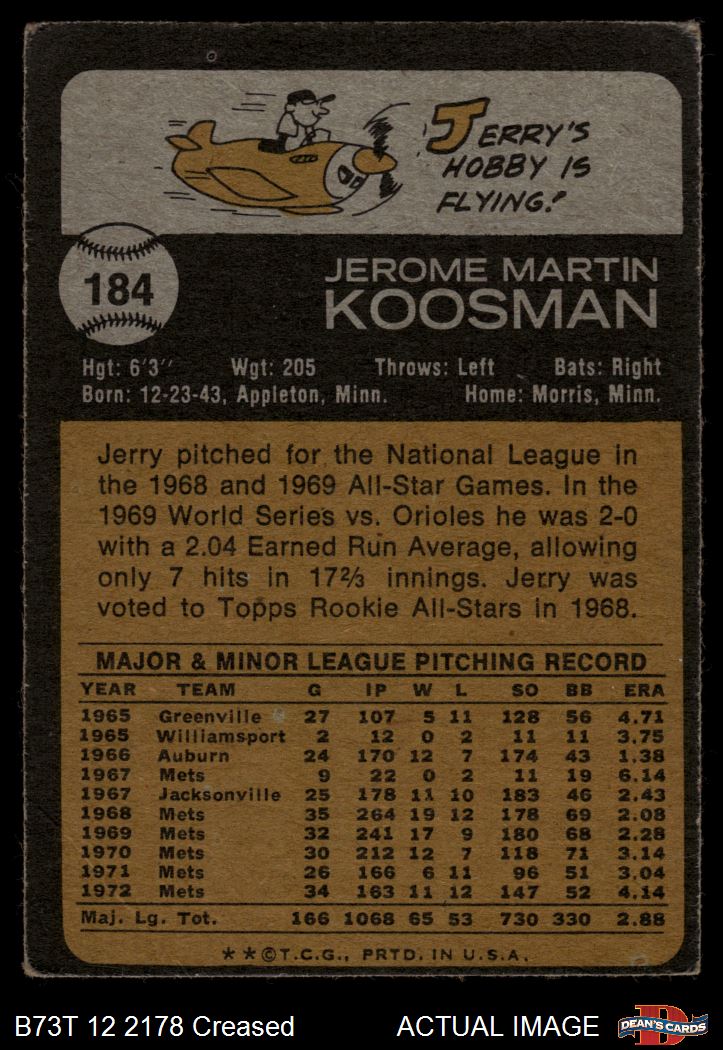 JERRY'S
HOBBY IS
FLYING!
184
JEROME MARTIN
KOOSMAN
Hgt: 6'3" Wgt: 205 Throws: Left Bats: Right
Born: 12-23-43, Appleton, Minn. Home: Morris, Minn.
Jerry pitched for the National League in
the 1968 and 1969 All-Star Games. In the
1969 World Series vs. Orioles he was 2-0
with a 2.04 Earned Run Average, allowing
only 7 hits in 17⅔ innings. Jerry was
voted to Topps Rookie All-Stars in 1968.
MAJOR & MINOR LEAGUE PITCHING RECORD
YEAR TEAM G IP W L SO BB ERA
1965 Greenville 27 107 5 11 128 56 4.71
1965 Williamsport 2 12 0 2 11 11 3.75
1966 Auburn 24 170 12 7 174 43 1.38
1967 Mets 9 22 0 2 11 19 6.14
1967 Jacksonville 25 178 11 10 183 46 2.43
1968 Mets 35 264 19 12 178 69 2.08
1969 Mets 32 241 17 9 180 68 2.28
1970 Mets 30 212 12 7 118 71 3.14
1971 Mets 26 166 6 11 96 51 3.04
1972 Mets 34 163 11 12 147 52 4.14
Maj. Lg. Tot. 166 1068 65 53 730 330 2.88
**©T.C.G., PRTD. IN U.S.A.
B73T 12 2178 Creased ACTUAL IMAGE
DEAN'S CARDS